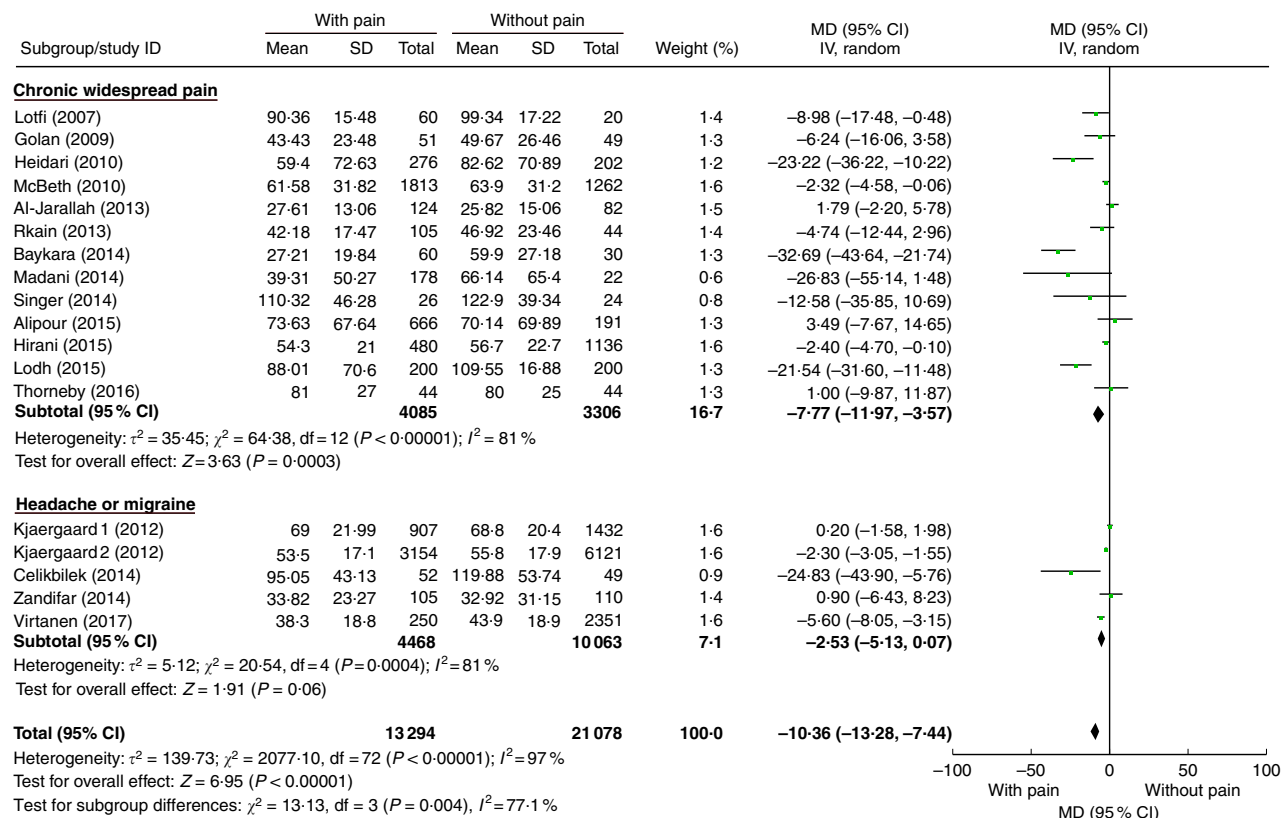 With pain Without pain MD (95% CI) MD (95% CI)
Subgroup/study ID Mean SD Total Mean SD Total Weight (%) IV, random IV, random
Chronic widespread pain
Lotfi (2007) 90·36 15·48 60 99·34 17·22 20 1·4 −8·98 (−17·48, −0·48)
Golan (2009) 43·43 23·48 51 49·67 26·46 49 1·3 −6·24 (−16·06, 3·58)
Heidari (2010) 59·4 72·63 276 82·62 70·89 202 1·2 −23·22 (−36·22, −10·22)
McBeth (2010) 61·58 31·82 1813 63·9 31·2 1262 1·6 −2·32 (−4·58, −0·06)
Al-Jarallah (2013) 27·61 13·06 124 25·82 15·06 82 1·5 1·79 (−2·20, 5·78)
Rkain (2013) 42·18 17·47 105 46·92 23·46 44 1·4 −4·74 (−12·44, 2·96)
Baykara (2014) 27·21 19·84 60 59·9 27·18 30 1·3 −32·69 (−43·64, −21·74)
Madani (2014) 39·31 50·27 178 66·14 65·4 22 0·6 −26·83 (−55·14, 1·48)
Singer (2014) 110·32 46·28 26 122·9 39·34 24 0·8 −12·58 (−35·85, 10·69)
Alipour (2015) 73·63 67·64 666 70·14 69·89 191 1·3 3·49 (−7·67, 14·65)
Hirani (2015) 54·3 21 480 56·7 22·7 1136 1·6 −2·40 (−4·70, −0·10)
Lodh (2015) 88·01 70·6 200 109·55 16·88 200 1·3 −21·54 (−31·60, −11·48)
Thorneby (2016) 81 27 44 80 25 44 1·3 1·00 (−9·87, 11·87)
Subtotal (95% CI) 4085 3306 16·7 −7·77 (−11·97, −3·57)
Heterogeneity: τ² = 35·45; χ² = 64·38, df = 12 (P < 0·00001); I² = 81 %
Test for overall effect: Z = 3·63 (P = 0·0003)
Headache or migraine
Kjaergaard 1 (2012) 69 21·99 907 68·8 20·4 1432 1·6 0·20 (−1·58, 1·98)
Kjaergaard 2 (2012) 53·5 17·1 3154 55·8 17·9 6121 1·6 −2·30 (−3·05, −1·55)
Celikbilek (2014) 95·05 43·13 52 119·88 53·74 49 0·9 −24·83 (−43·90, −5·76)
Zandifar (2014) 33·82 23·27 105 32·92 31·15 110 1·4 0·90 (−6·43, 8·23)
Virtanen (2017) 38·3 18·8 250 43·9 18·9 2351 1·6 −5·60 (−8·05, −3·15)
Subtotal (95% CI) 4468 10 063 7·1 −2·53 (−5·13, 0·07)
Heterogeneity: τ² = 5·12; χ² = 20·54, df = 4 (P = 0·0004); I² = 81 %
Test for overall effect: Z = 1·91 (P = 0·06)
Total (95% CI) 13 294 21 078 100·0 −10·36 (−13·28, −7·44)
Heterogeneity: τ² = 139·73; χ² = 2077·10, df = 72 (P < 0·00001); I² = 97 %
Test for overall effect: Z = 6·95 (P < 0.00001)
Test for subgroup differences: χ² = 13·13, df = 3 (P = 0·004), I² = 77·1 %
−100 −50 0 50 100
With pain Without pain
MD (95% CI)